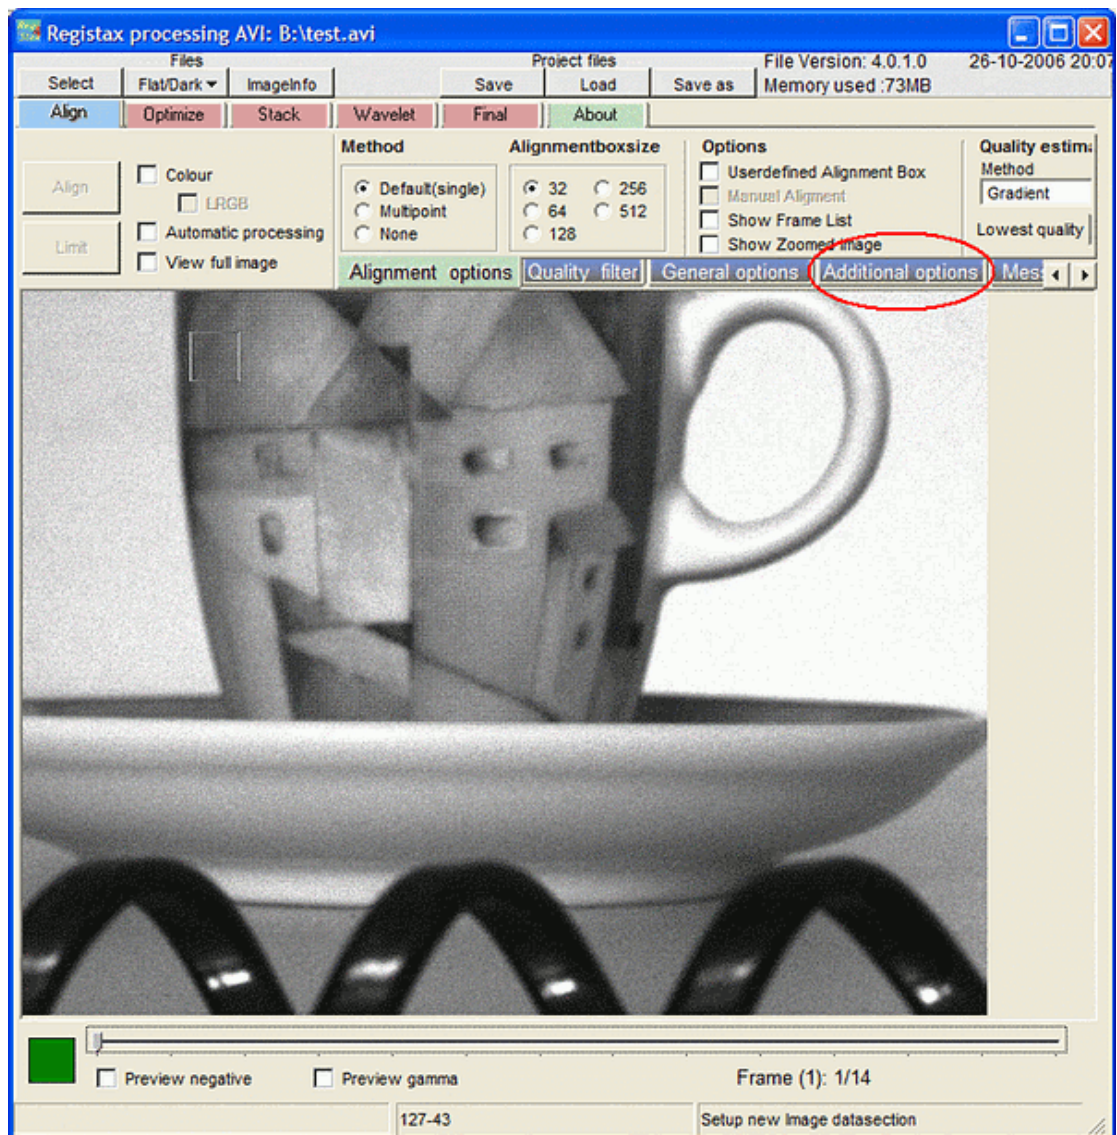 Registax processing AVI: B:\test.avi
Files Project files File Version: 4.0.1.0 26-10-2006 20:07
Select Flat/Dark ImageInfo Save Load Save as Memory used :73MB
Align Optimize Stack Wavelet Final About
Method Alignmentboxsize Options Quality estima
Align Colour Default(single) 32 256 Userdefined Alignment Box Method
LRGB Multipoint 64 512 Manual Aligment Gradient
Limit Automatic processing None 128 Show Frame List Lowest quality
View full image Show Zoomed Image
Alignment options Quality filter General options Additional options Mess
Preview negative Preview gamma Frame (1): 1/14
127-43 Setup new Image datasection